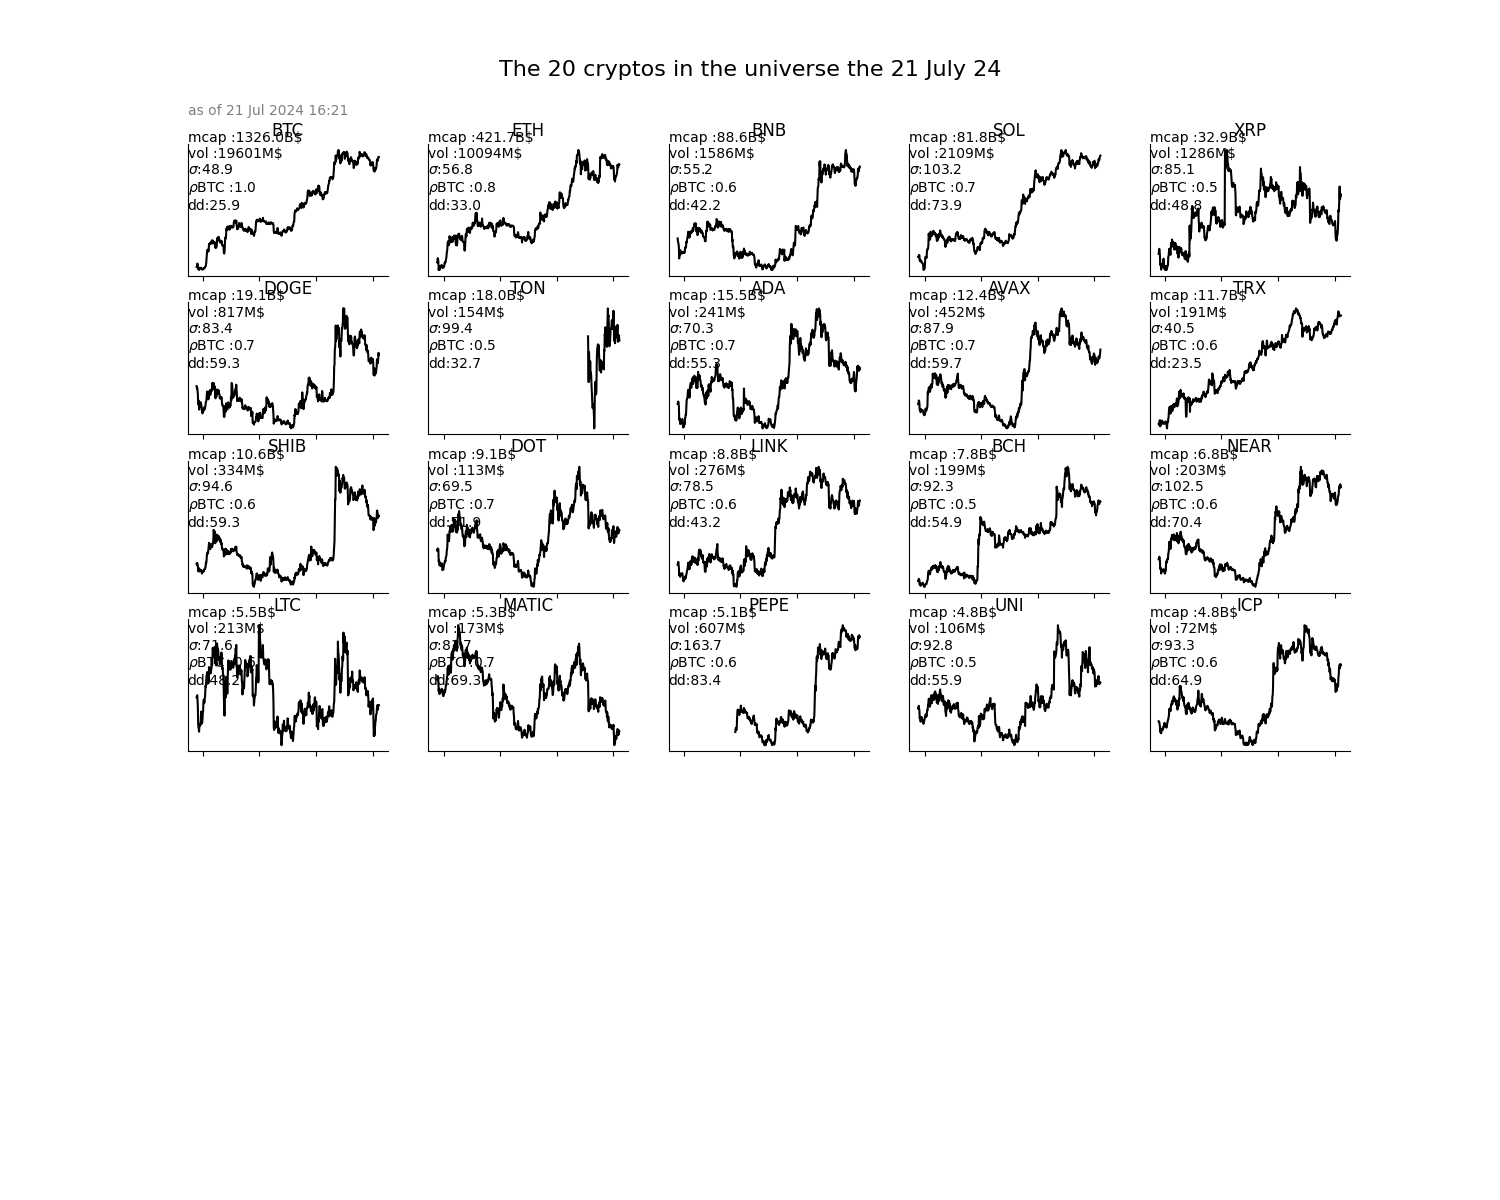 The 20 cryptos in the universe the 21 July 24
as of 21 Jul 2024 16:21
BTC
mcap :1326.0B$
vol :19601M$
σ:48.9
ρBTC :1.0
dd:25.9
ETH
mcap :421.7B$
vol :10094M$
σ:56.8
ρBTC :0.8
dd:33.0
BNB
mcap :88.6B$
vol :1586M$
σ:55.2
ρBTC :0.6
dd:42.2
SOL
mcap :81.8B$
vol :2109M$
σ:103.2
ρBTC :0.7
dd:73.9
XRP
mcap :32.9B$
vol :1286M$
σ:85.1
ρBTC :0.5
dd:48.8
DOGE
mcap :19.1B$
vol :817M$
σ:83.4
ρBTC :0.7
dd:59.3
TON
mcap :18.0B$
vol :154M$
σ:99.4
ρBTC :0.5
dd:32.7
ADA
mcap :15.5B$
vol :241M$
σ:70.3
ρBTC :0.7
dd:55.3
AVAX
mcap :12.4B$
vol :452M$
σ:87.9
ρBTC :0.7
dd:59.7
TRX
mcap :11.7B$
vol :191M$
σ:40.5
ρBTC :0.6
dd:23.5
SHIB
mcap :10.6B$
vol :334M$
σ:94.6
ρBTC :0.6
dd:59.3
DOT
mcap :9.1B$
vol :113M$
σ:69.5
ρBTC :0.7
dd:51.9
LINK
mcap :8.8B$
vol :276M$
σ:78.5
ρBTC :0.6
dd:43.2
BCH
mcap :7.8B$
vol :199M$
σ:92.3
ρBTC :0.5
dd:54.9
NEAR
mcap :6.8B$
vol :203M$
σ:102.5
ρBTC :0.6
dd:70.4
LTC
mcap :5.5B$
vol :213M$
σ:71.6
ρBTC :0.6
dd:48.2
MATIC
mcap :5.3B$
vol :173M$
ρBTC :0.7
dd:69.3
PEPE
mcap :5.1B$
vol :607M$
σ:163.7
ρBTC :0.6
dd:83.4
UNI
mcap :4.8B$
vol :106M$
σ:92.8
ρBTC :0.5
dd:55.9
ICP
mcap :4.8B$
vol :72M$
σ:93.3
ρBTC :0.6
dd:64.9